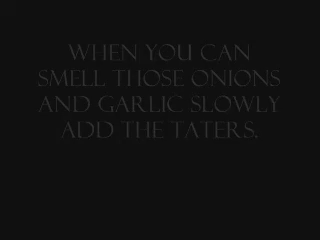 WHEN YOU CAN
SMELL THOSE ONIONS
AND GARLIC SLOWLY
ADD THE TATERS.